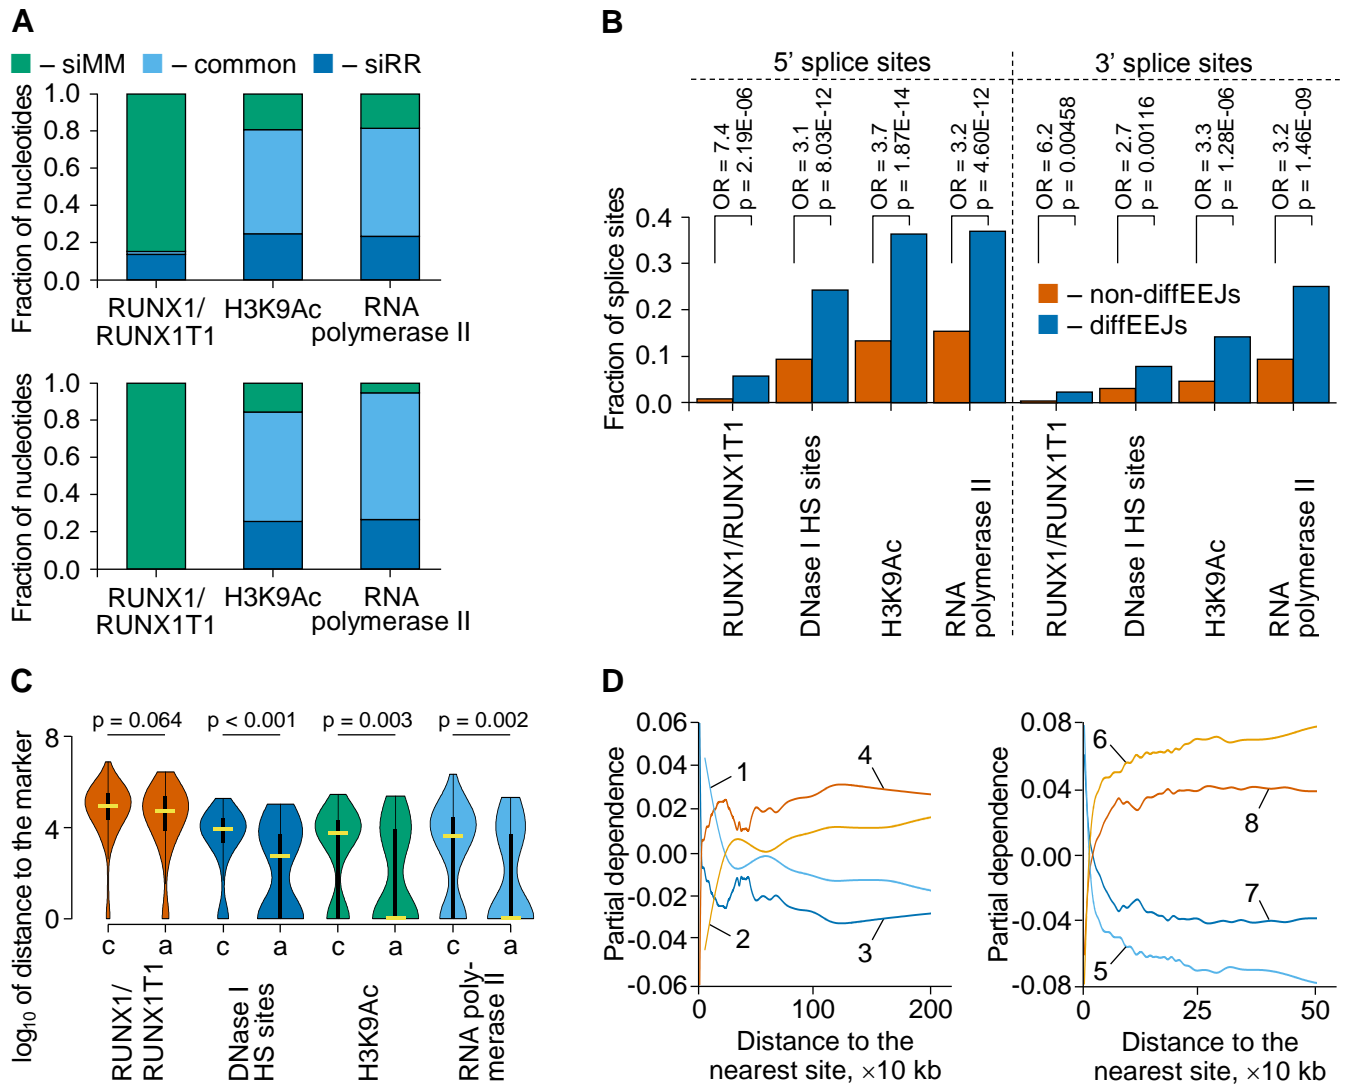 A
– siMM – common – siRR
Fraction of nucleotides
1.0
0.8
0.6
0.4
0.2
0.0
RUNX1/
RUNX1T1
H3K9Ac
RNA
polymerase II
Fraction of nucleotides
1.0
0.8
0.6
0.4
0.2
0.0
RUNX1/
RUNX1T1
H3K9Ac
RNA
polymerase II
B
5’ splice sites
3’ splice sites
OR = 7.4
p = 2.19E-06
OR = 3.1
p = 8.03E-12
OR = 3.7
p = 1.87E-14
OR = 3.2
p = 4.60E-12
OR = 6.2
p = 0.00458
OR = 2.7
p = 0.00116
OR = 3.3
p = 1.28E-06
OR = 3.2
p = 1.46E-09
Fraction of splice sites
0.4
0.3
0.2
0.1
0.0
– non-diffEEJs
– diffEEJs
RUNX1/RUNX1T1
DNase I HS sites
H3K9Ac
RNA
polymerase II
RUNX1/RUNX1T1
DNase I HS sites
H3K9Ac
RNA
polymerase II
C
log₁₀ of distance to the marker
8
4
0
p = 0.064
p < 0.001
p = 0.003
p = 0.002
c a c a c a c a
RUNX1/
RUNX1T1
DNase I
HS sites
H3K9Ac
RNA poly-
merase II
D
Partial dependence
0.06
0.04
0.02
0.00
-0.02
-0.04
-0.06
1
4
2
3
0 100 200
Distance to the
nearest site, ×10 kb
Partial dependence
0.08
0.04
0.00
-0.04
-0.08
6
8
7
5
0 25 50
Distance to the
nearest site, ×10 kb